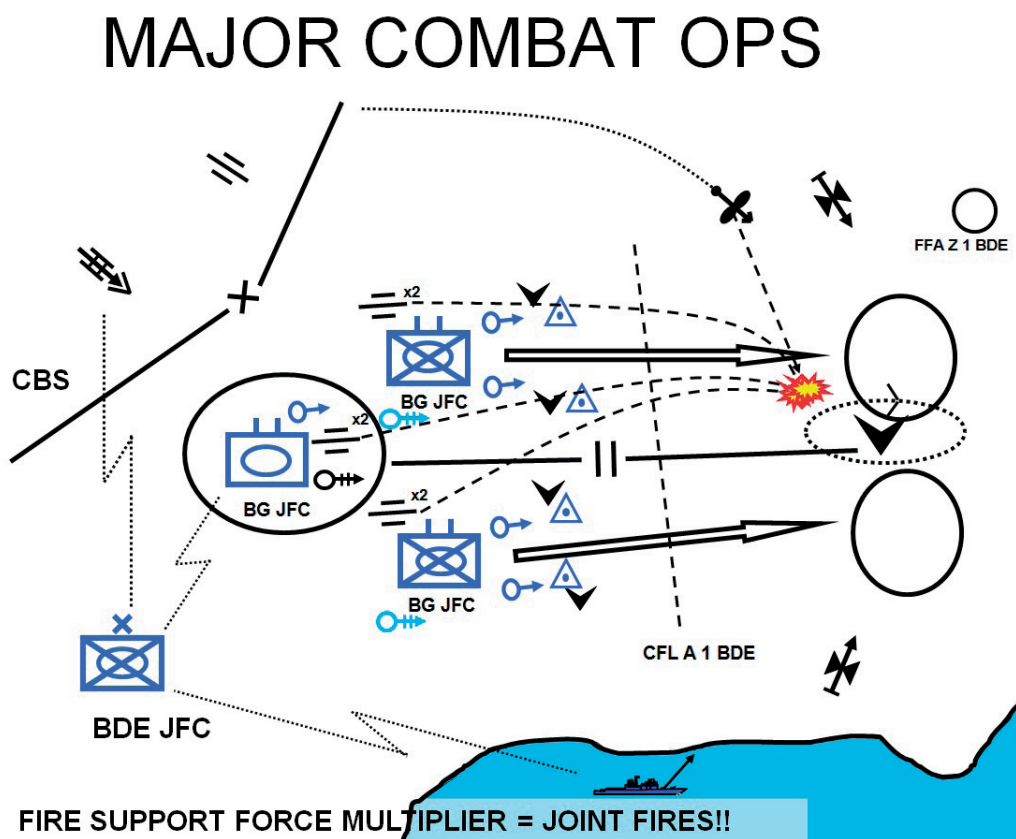 MAJOR COMBAT OPS
FFA Z 1 BDE
x2
BG JFC
CBS
x2
BG JFC
x2
BG JFC
CFL A 1 BDE
BDE JFC
FIRE SUPPORT FORCE MULTIPLIER = JOINT FIRES!!